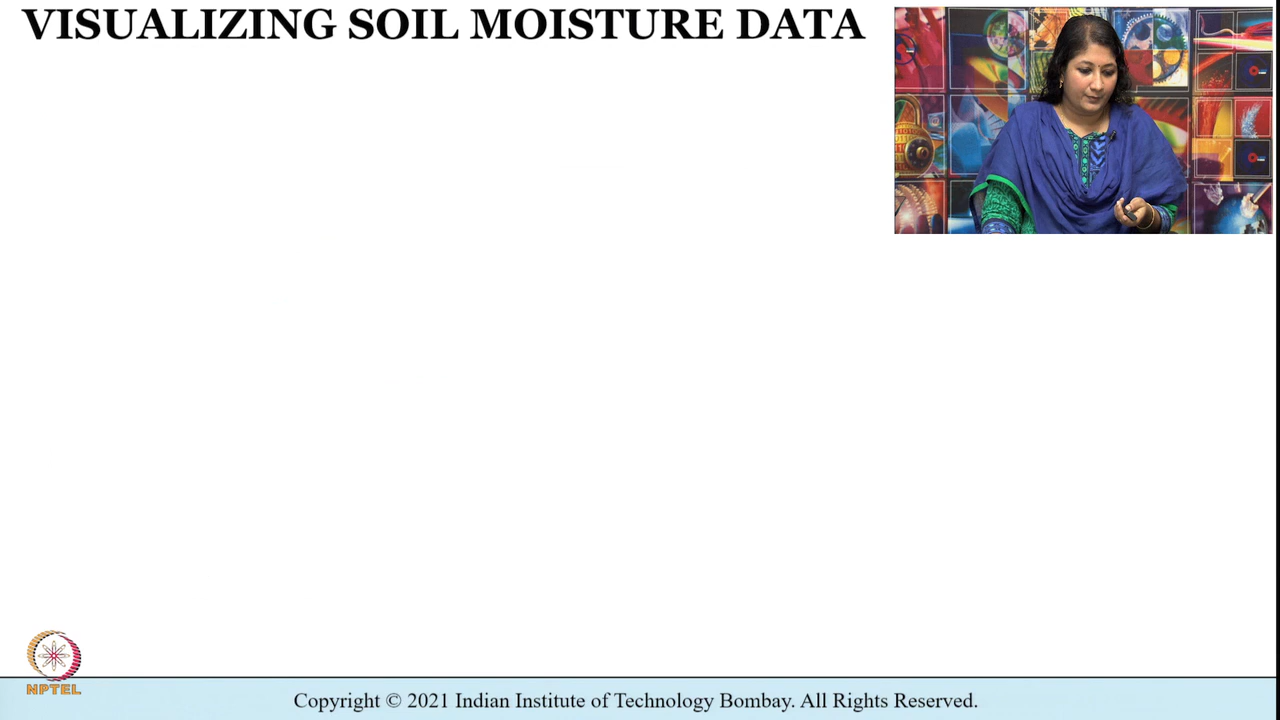 VISUALIZING SOIL MOISTURE DATA
NPTEL
Copyright © 2021 Indian Institute of Technology Bombay. All Rights Reserved.